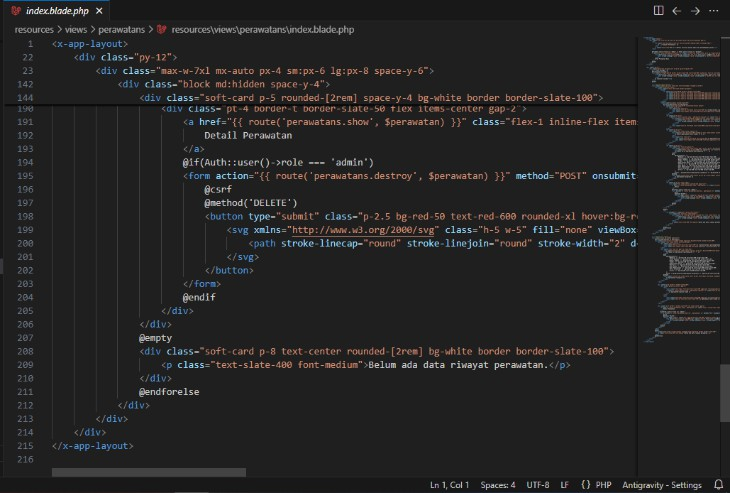 index.blade.php
resources > views > perawatans > resources\views\perawatans\index.blade.php
1 <x-app-layout>
22 <div class="py-12">
23 <div class="max-w-7xl mx-auto px-4 sm:px-6 lg:px-8 space-y-6">
142 <div class="block md:hidden space-y-4">
144 <div class="soft-card p-5 rounded-[2rem] space-y-4 bg-white border border-slate-100">
190 <div class="pt-4 border-t border-slate-50 flex items-center gap-2">
191 <a href="{{ route('perawatans.show', $perawatan) }}" class="flex-1 inline-flex item
192 Detail Perawatan
193 </a>
194 @if(Auth::user()->role === 'admin')
195 <form action="{{ route('perawatans.destroy', $perawatan) }}" method="POST" onsubmit
196 @csrf
197 @method('DELETE')
198 <button type="submit" class="p-2.5 bg-red-50 text-red-600 rounded-xl hover:bg-r
199 <svg xmlns="http://www.w3.org/2000/svg" class="h-5 w-5" fill="none" viewBox
200 <path stroke-linecap="round" stroke-linejoin="round" stroke-width="2" d
201 </svg>
202 </button>
203 </form>
204 @endif
205 </div>
206 </div>
207 @empty
208 <div class="soft-card p-8 text-center rounded-[2rem] bg-white border border-slate-100">
209 <p class="text-slate-400 font-medium">Belum ada data riwayat perawatan.</p>
210 </div>
211 @endforelse
212 </div>
213 </div>
214 </div>
215 </x-app-layout>
216
Ln 1, Col 1 Spaces: 4 UTF-8 LF {} PHP Antigravity - Settings